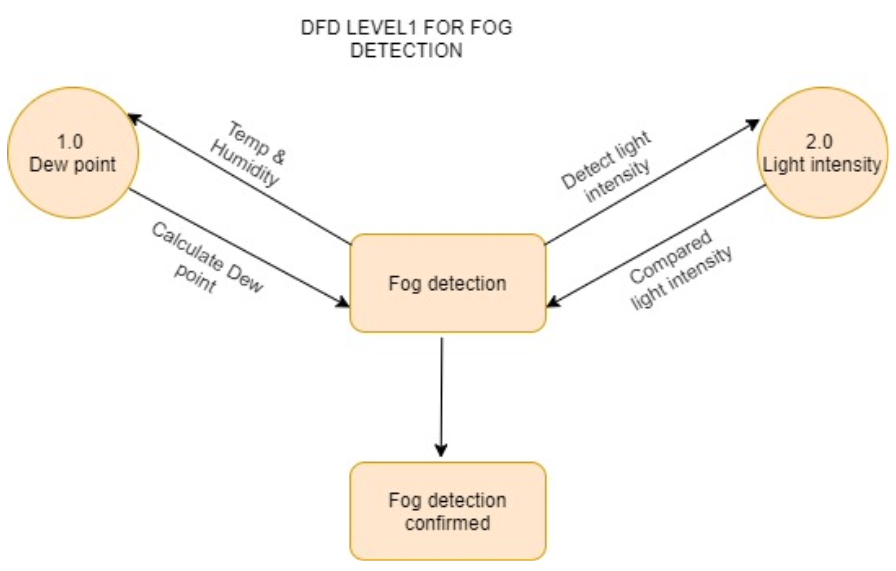 DFD LEVEL1 FOR FOG
DETECTION
1.0
Dew point
Temp &
Humidity
Detect light
intensity
2.0
Light intensity
Calculate Dew
point
Compared
light intensity
Fog detection
Fog detection
confirmed